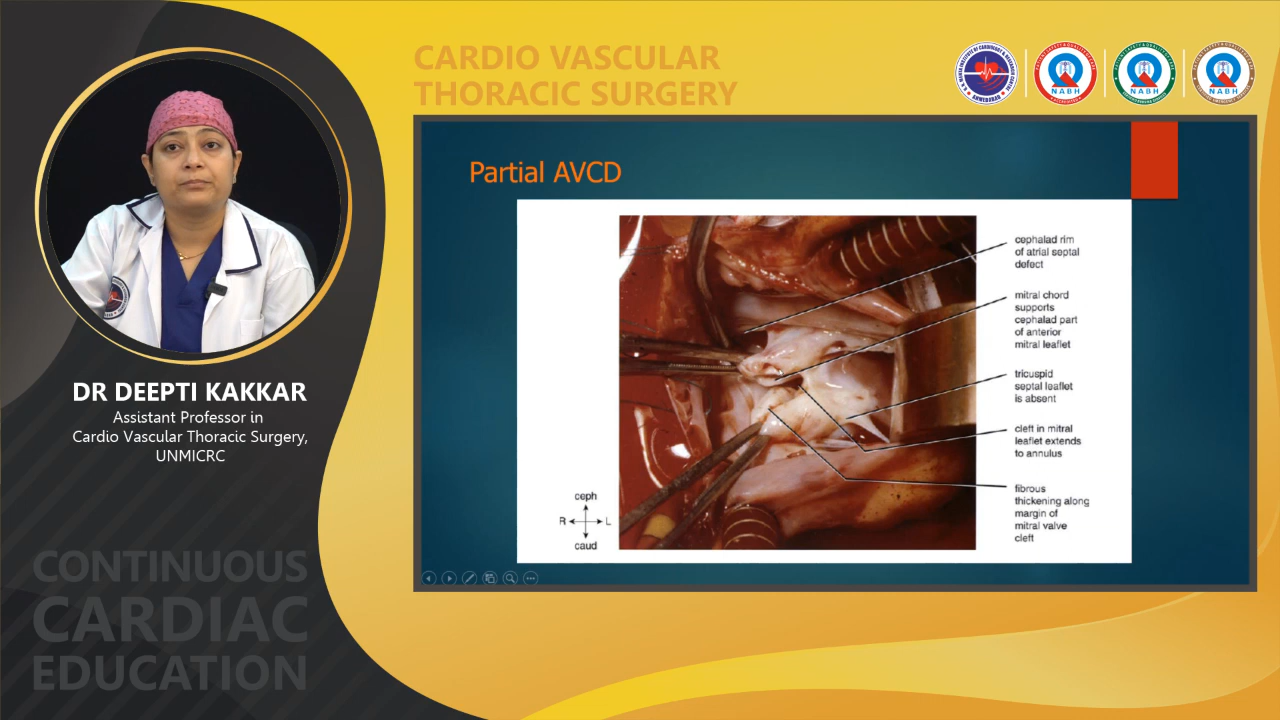 CARDIO VASCULAR
THORACIC SURGERY
NABH
NABH
NABH
Partial AVCD
cephalad rim
of atrial septal
defect
mitral chord
supports
cephalad part
of anterior
mitral leaflet
tricuspid
septal leaflet
is absent
cleft in mitral
leaflet extends
to annulus
fibrous
thickening along
margin of
mitral valve
cleft
ceph
R L
caud
DR DEEPTI KAKKAR
Assistant Professor in
Cardio Vascular Thoracic Surgery,
UNMICRC
CONTINUOUS
CARDIAC
EDUCATION